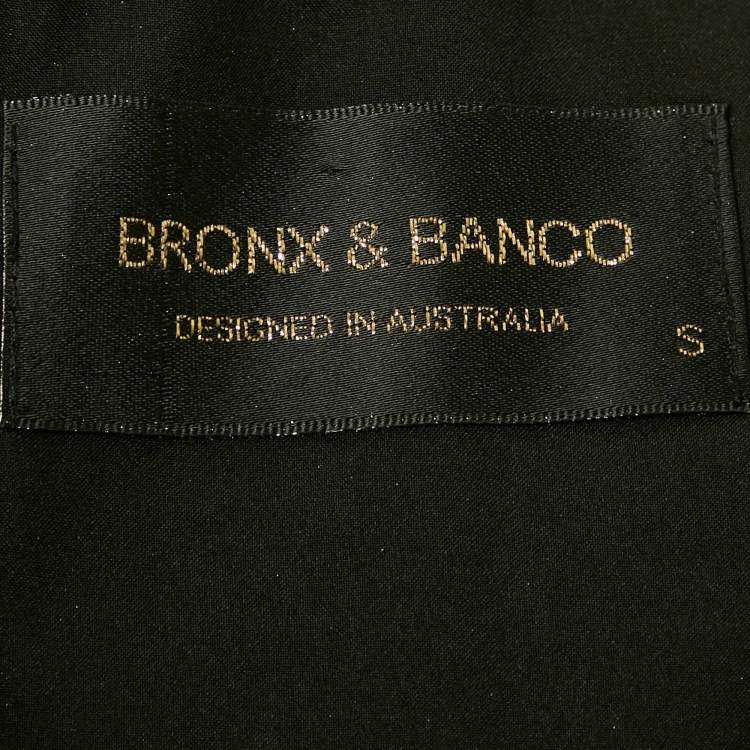 BRONX & BANCO
DESIGNED IN AUSTRALIA
S